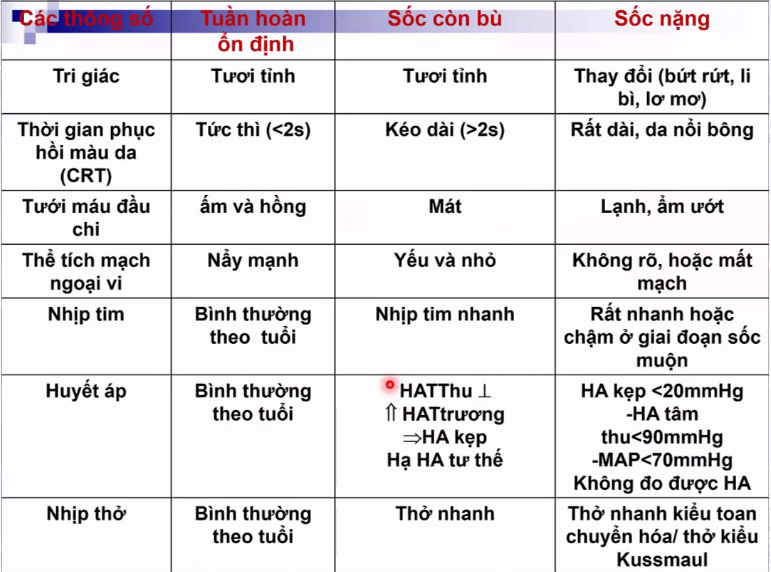 Các thông số
Tuần hoàn
ổn định
Sốc còn bù
Sốc nặng
Tri giác
Tươi tỉnh
Tươi tỉnh
Thay đổi (bứt rứt, li
bì, lơ mơ)
Thời gian phục
hồi màu da
(CRT)
Tức thì (<2s)
Kéo dài (>2s)
Rất dài, da nổi bông
Tưới máu đầu
chi
ấm và hồng
Mát
Lạnh, ẩm ướt
Thể tích mạch
ngoại vi
Nẩy mạnh
Yếu và nhỏ
Không rõ, hoặc mất
mạch
Nhịp tim
Bình thường
theo tuổi
Nhịp tim nhanh
Rất nhanh hoặc
chậm ở giai đoạn sốc
muộn
Huyết áp
Bình thường
theo tuổi
HATThu ⊥
⇑ HATtrương
⇒HA kẹp
Hạ HA tư thế
HA kẹp <20mmHg
-HA tâm
thu<90mmHg
-MAP<70mmHg
Không đo được HA
Nhịp thở
Bình thường
theo tuổi
Thở nhanh
Thở nhanh kiểu toan
chuyển hóa/ thở kiểu
Kussmaul